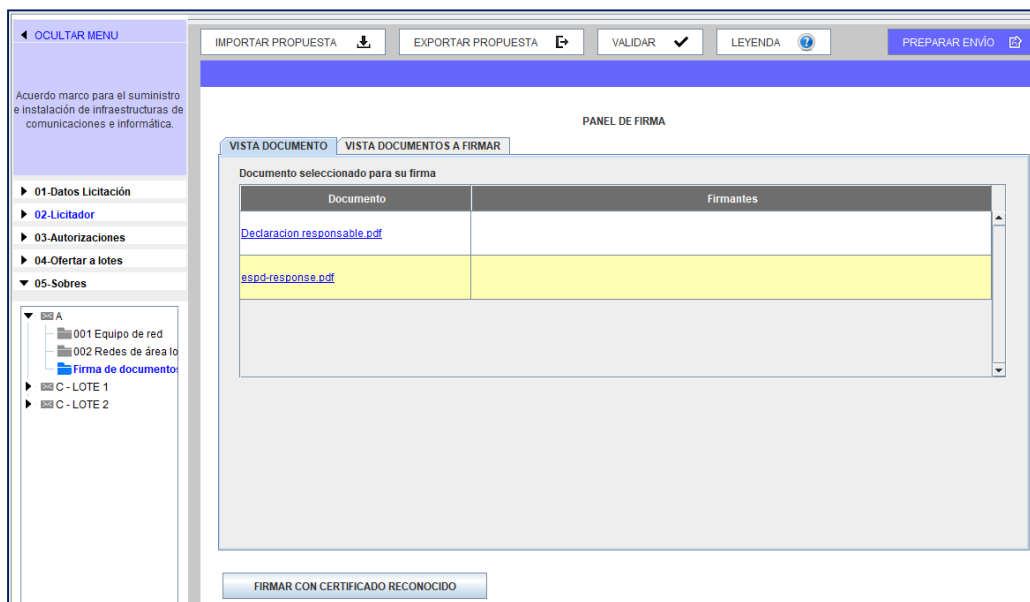 OCULTAR MENU
Acuerdo marco para el suministro
e instalación de infraestructuras de
comunicaciones e informática.
01-Datos Licitación
02-Licitador
03-Autorizaciones
04-Ofertar a lotes
05-Sobres
A
001 Equipo de red
002 Redes de área lo
Firma de documentos
C - LOTE 1
C - LOTE 2
IMPORTAR PROPUESTA
EXPORTAR PROPUESTA
VALIDAR
LEYENDA
PREPARAR ENVÍO
PANEL DE FIRMA
VISTA DOCUMENTO
VISTA DOCUMENTOS A FIRMAR
Documento seleccionado para su firma
Documento
Firmantes
Declaracion responsable.pdf
espd-response.pdf
FIRMAR CON CERTIFICADO RECONOCIDO